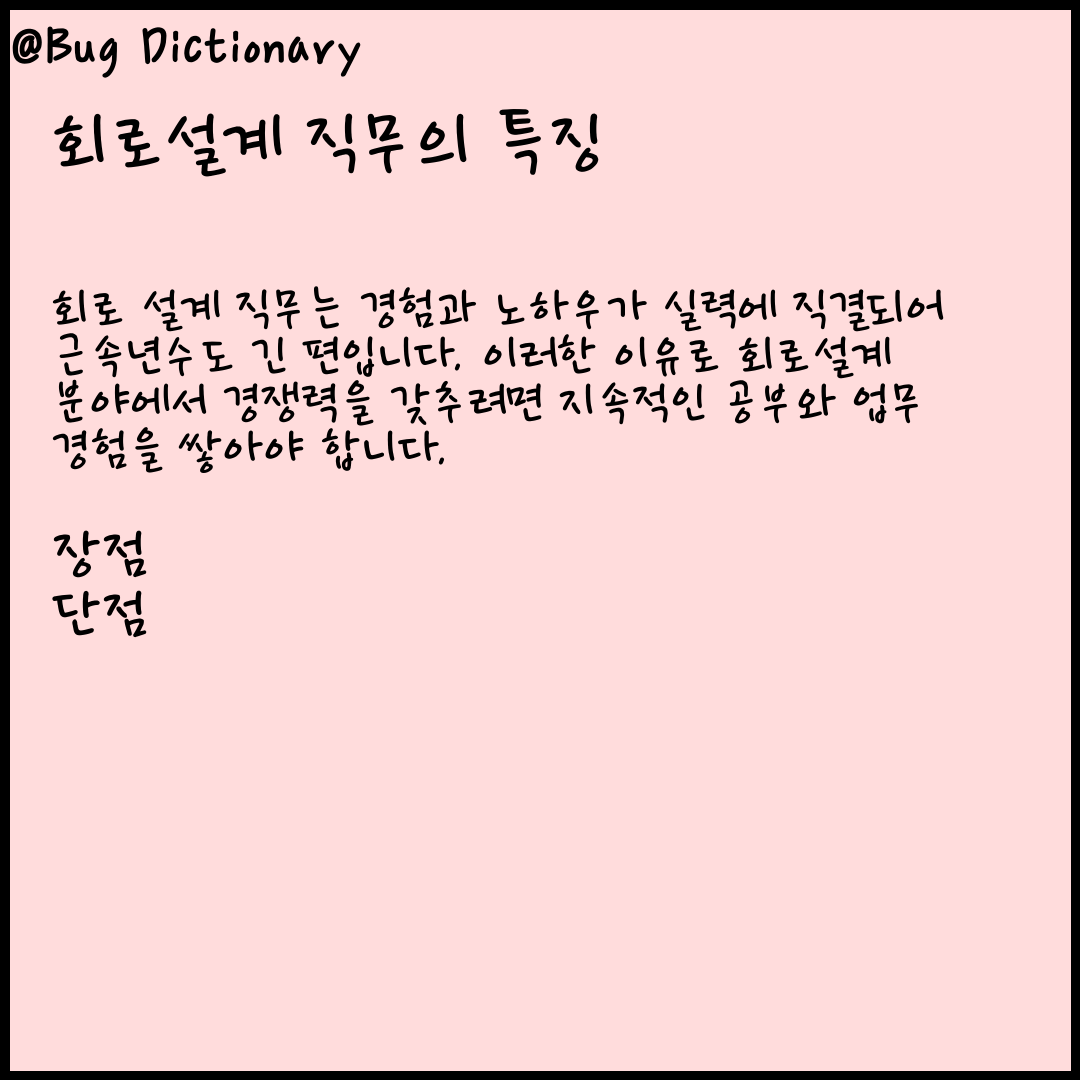 @Bug Dictionary
회로설계 직무의 특징
회로 설계 직무는 경험과 노하우가 실력에 직결되어
근속년수도 긴 편입니다. 이러한 이유로 회로설계
분야에서 경쟁력을 갖추려면 지속적인 공부와 업무
경험을 쌓아야 합니다.
장점
단점